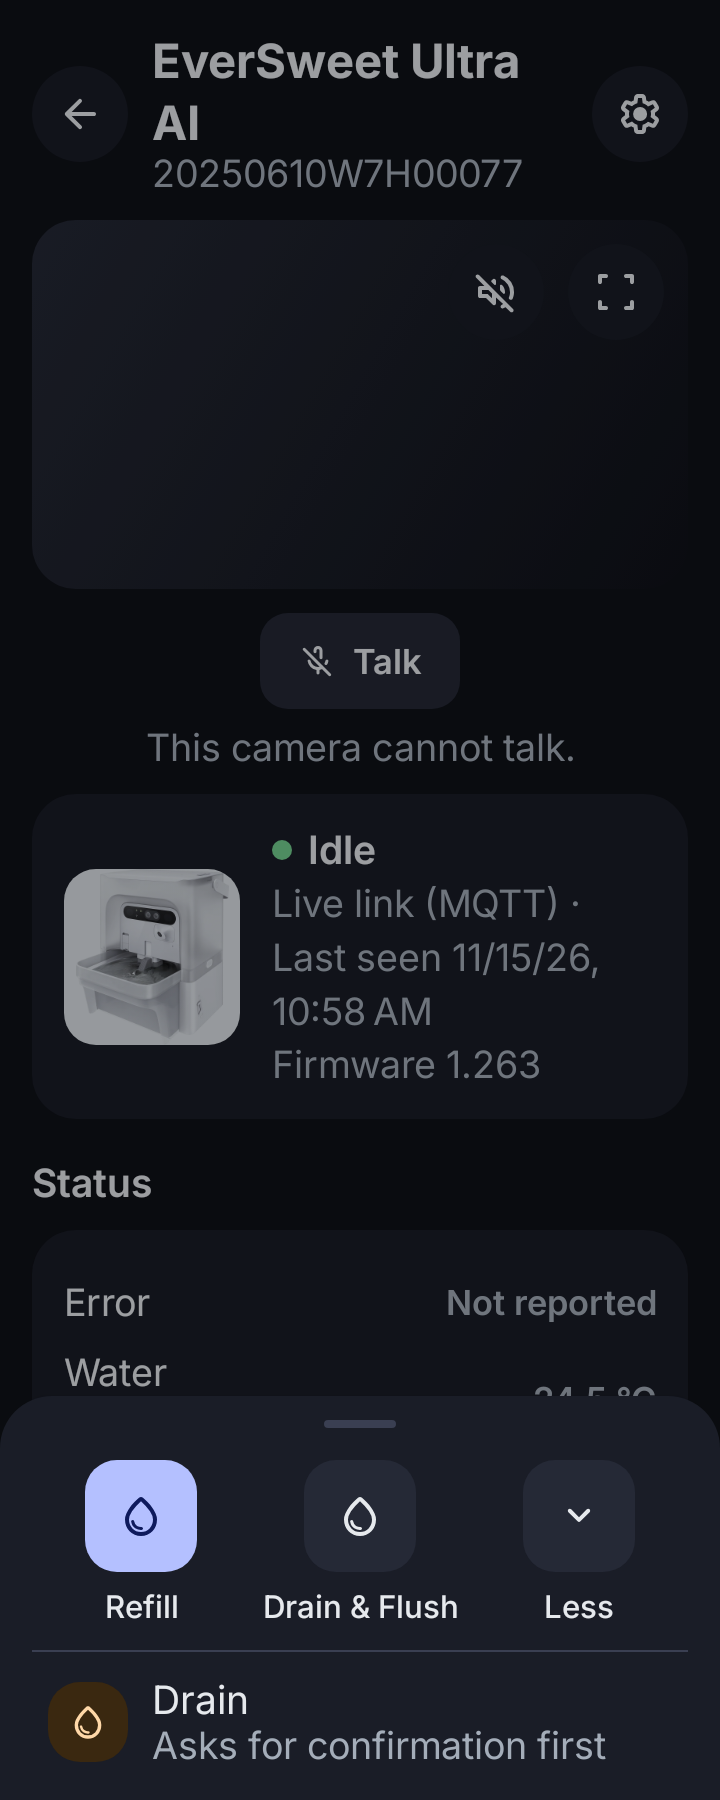 EverSweet Ultra
AI
20250610W7H00077
Talk
This camera cannot talk.
Idle
Live link (MQTT) ·
Last seen 11/15/26,
10:58 AM
Firmware 1.263
Status
Error
Not reported
Water
Refill
Drain & Flush
Less
Drain
Asks for confirmation first